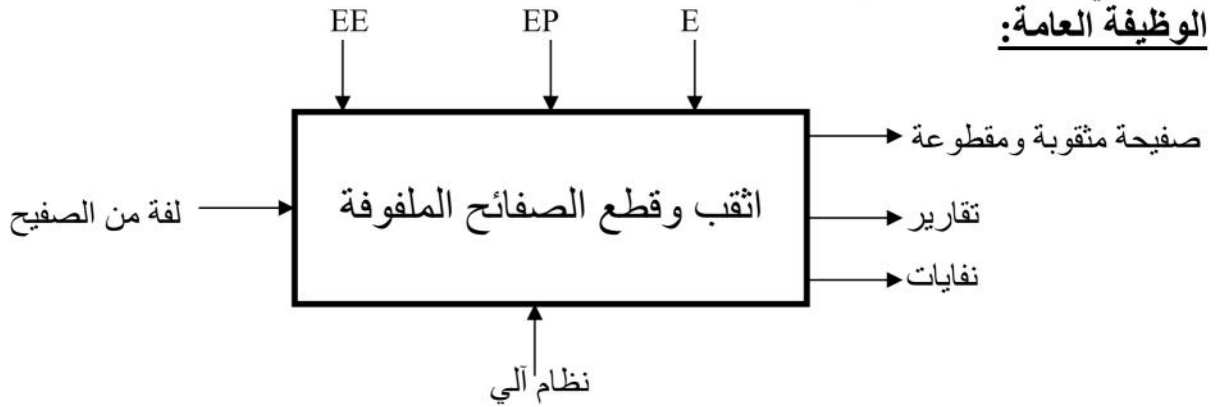 الوظيفة العامة:
EE EP E
صفيحة مثقوبة ومقطوعة
اثقب وقطع الصفائح الملفوفة
لفة من الصفيح
تقارير
نفايات
نظام آلي